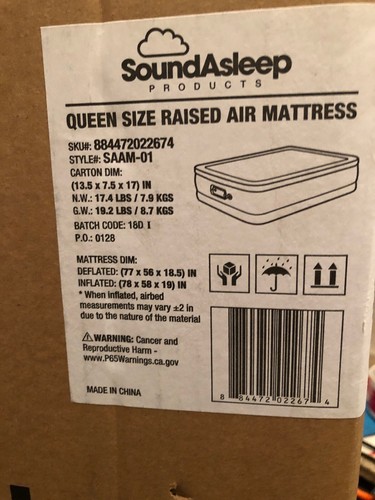 SoundAsleep
PRODUCTS
QUEEN SIZE RAISED AIR MATTRESS
SKU#: 884472022674
STYLE#: SAAM-01
CARTON DIM:
(13.5 x 7.5 x 17) IN
N.W.: 17.4 LBS / 7.9 KGS
G.W.: 19.2 LBS / 8.7 KGS
BATCH CODE: 18D I
P.O.: 0128
MATTRESS DIM:
DEFLATED: (77 x 56 x 18.5) IN
INFLATED: (78 x 58 x 19) IN
* When inflated, airbed
measurements may vary ±2 in
due to the nature of the material
⚠WARNING: Cancer and
Reproductive Harm -
www.P65Warnings.ca.gov
MADE IN CHINA
8 84472 02267 4